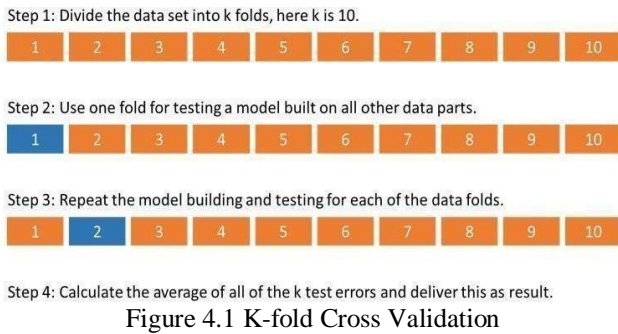 Step 1: Divide the data set into k folds, here k is 10.
1 2 3 4 5 6 7 8 9 10
Step 2: Use one fold for testing a model built on all other data parts.
1 2 3 4 5 6 7 8 9 10
Step 3: Repeat the model building and testing for each of the data folds.
1 2 3 4 5 6 7 8 9 10
Step 4: Calculate the average of all of the k test errors and deliver this as result.
Figure 4.1 K-fold Cross Validation